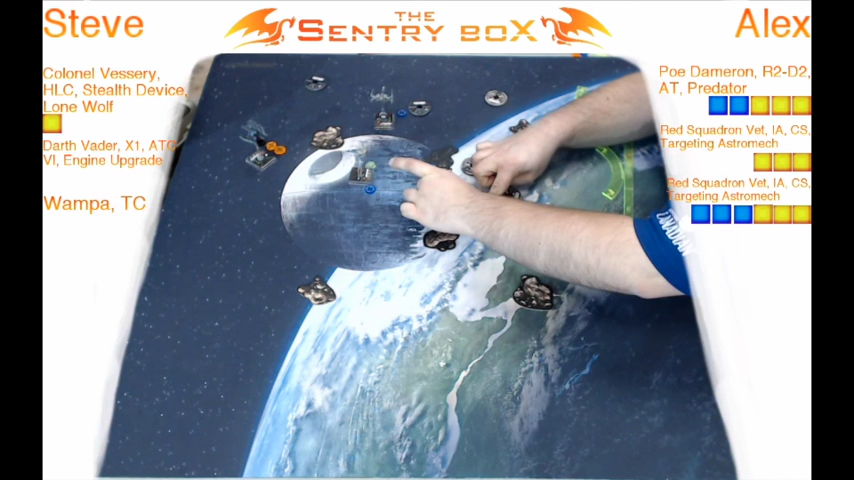 Steve
THE
SENTRY BOX
Alex
Colonel Vessery,
HLC, Stealth Device,
Lone Wolf
Darth Vader, X1, ATC
VI, Engine Upgrade
Wampa, TC
Poe Dameron, R2-D2,
AT, Predator
Red Squadron Vet, IA, CS,
Targeting Astromech
Red Squadron Vet, IA, CS,
Targeting Astromech
CANADIAN